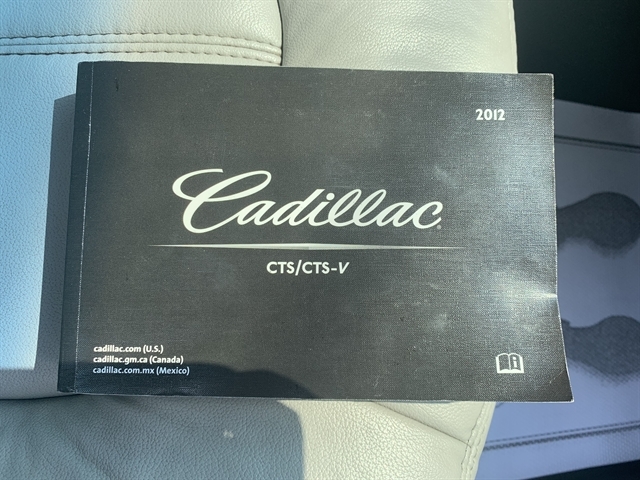 2012
Cadillac
CTS/CTS-V
cadillac.com (U.S.)
cadillac.gm.ca (Canada)
cadillac.com.mx (Mexico)